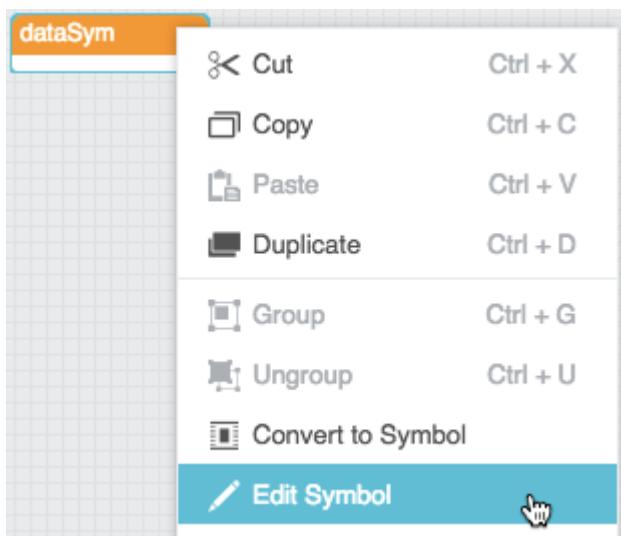 dataSym
Cut Ctrl + X
Copy Ctrl + C
Paste Ctrl + V
Duplicate Ctrl + D
Group Ctrl + G
Ungroup Ctrl + U
Convert to Symbol
Edit Symbol